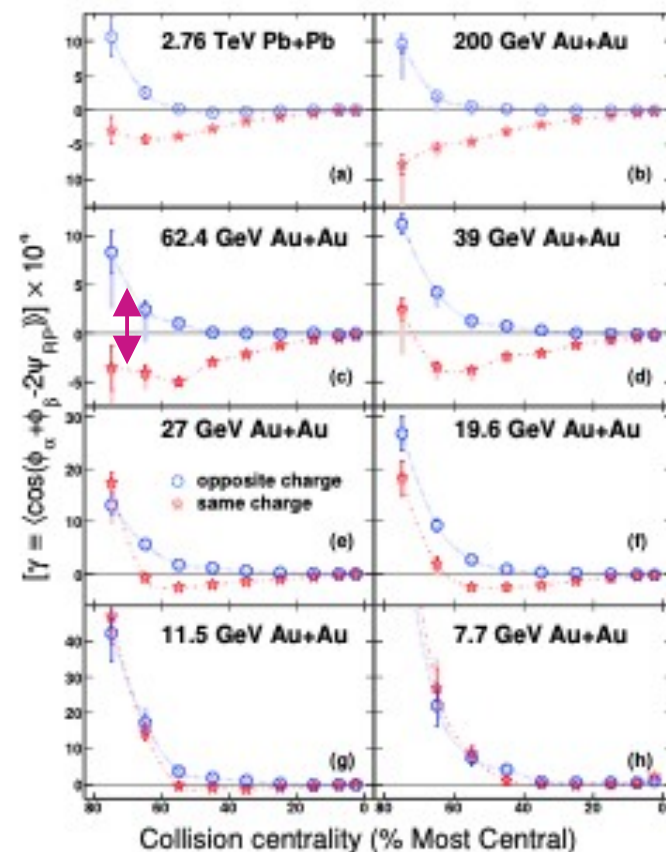 2.76 TeV Pb+Pb
200 GeV Au+Au
10
5
0
-5
-10
(a)
(b)
62.4 GeV Au+Au
39 GeV Au+Au
10
5
0
-5
(c)
(d)
[γ ≡ ⟨cos(φα+φβ-2ψRP)⟩] × 10⁴
27 GeV Au+Au
19.6 GeV Au+Au
30
20
10
0
opposite charge
same charge
(e)
(f)
11.5 GeV Au+Au
7.7 GeV Au+Au
40
30
20
10
0
(g)
(h)
80 60 40 20 0 80 60 40 20 0
Collision centrality (% Most Central)